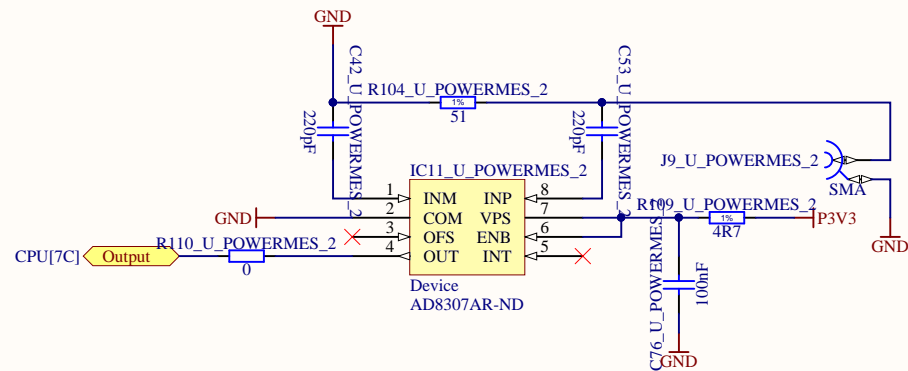 GND
C42_U_POWERMES_2
220pF
R104_U_POWERMES_2
1%
51
C53_U_POWERMES_2
220pF
J9_U_POWERMES_2
SMA
GND
IC11_U_POWERMES_2
1 INM INP 8
2 COM VPS 7
3 OFS ENB 6
4 OUT INT 5
Device
AD8307AR-ND
GND
CPU[7C] Output
R110_U_POWERMES_2
0
R109_U_POWERMES_2
1%
4R7
P3V3
C76_U_POWERMES_2
100nF
GND